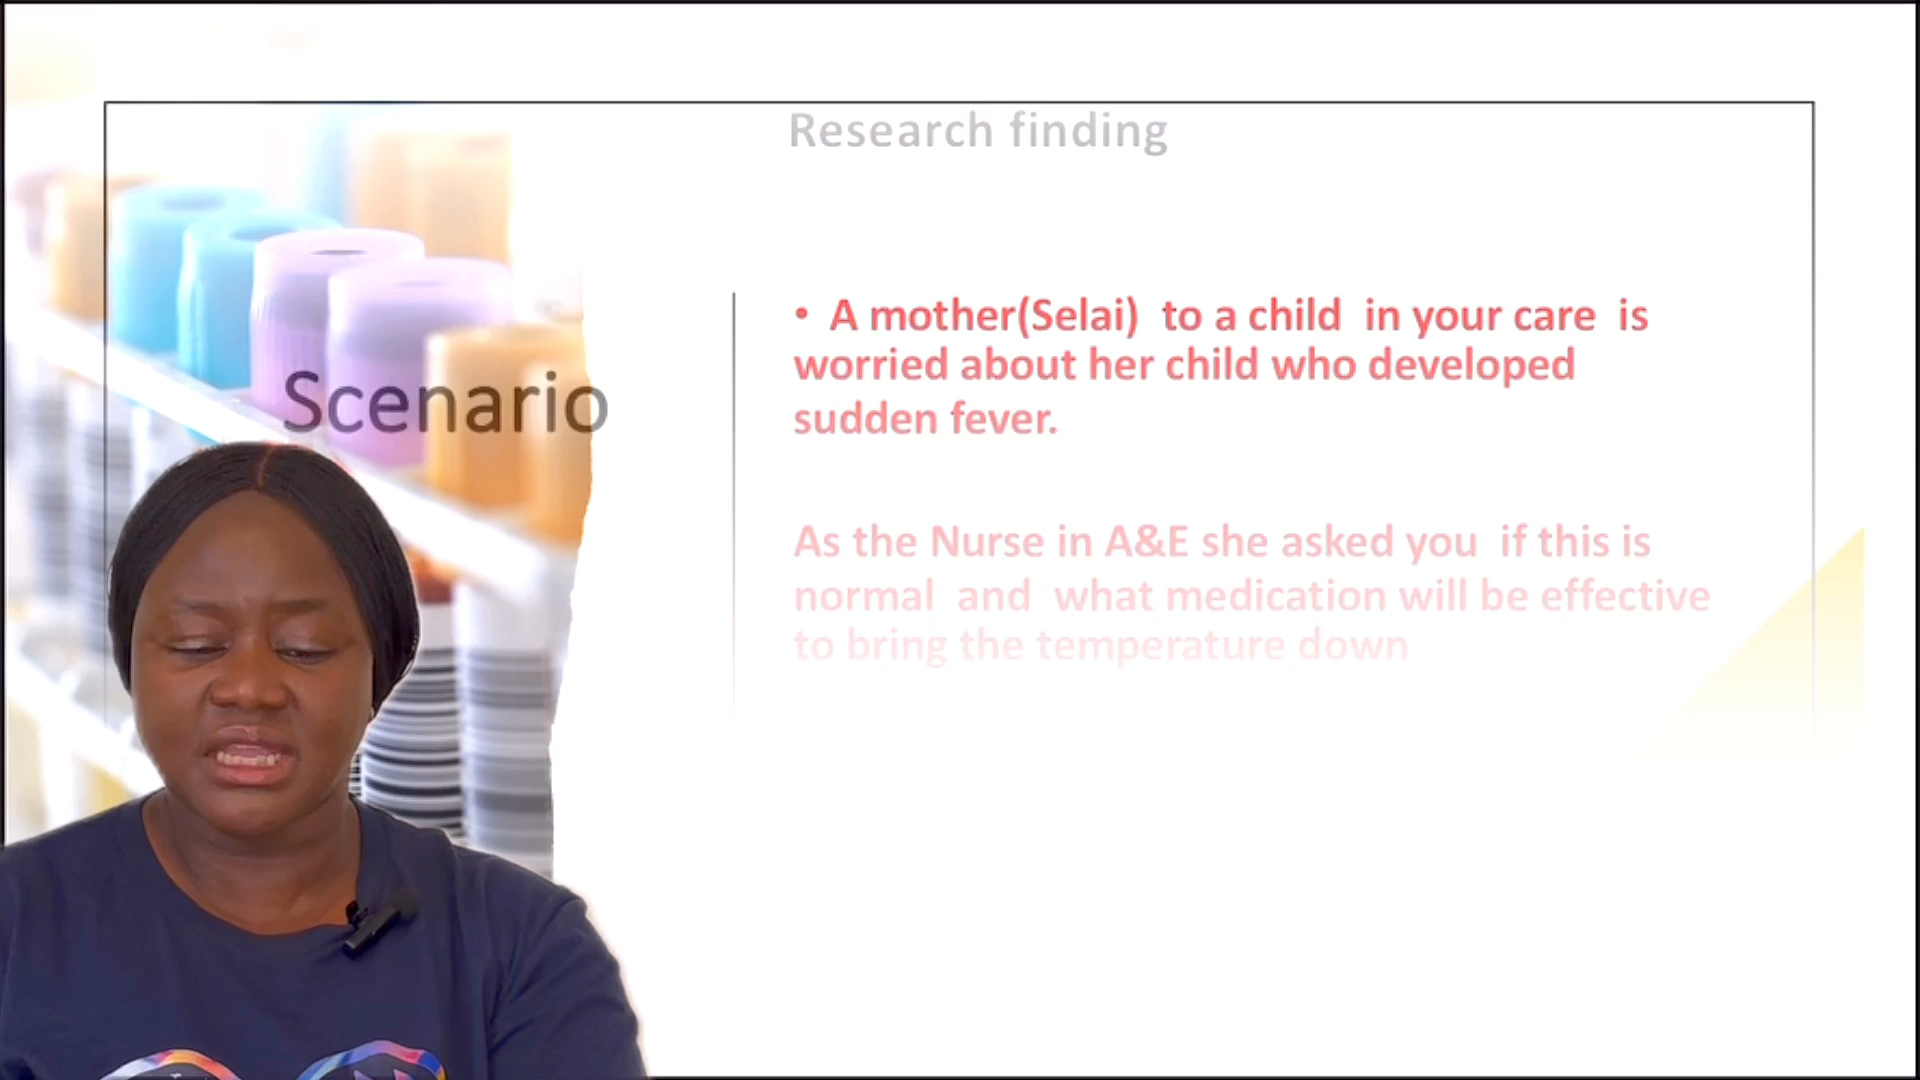 Research finding
Scenario
• A mother(Selai) to a child in your care is
worried about her child who developed
sudden fever.
As the Nurse in A&E she asked you if this is
normal and what medication will be effective
to bring the temperature down